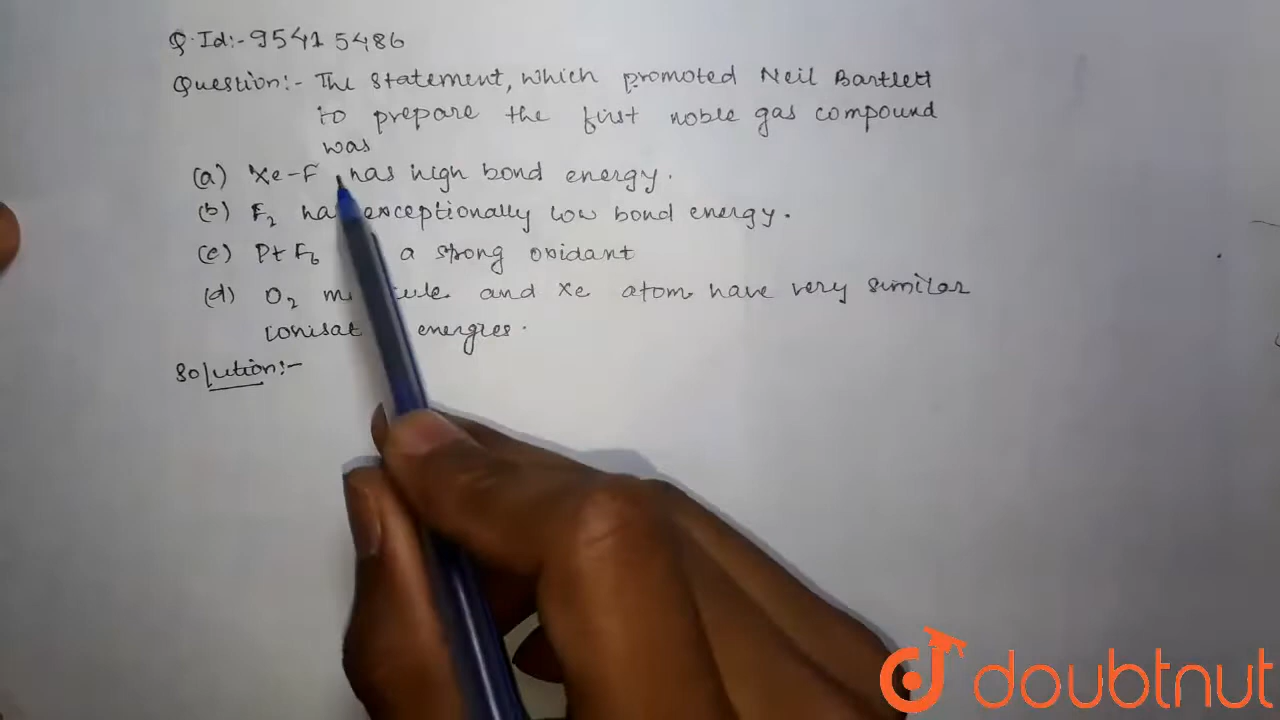 Q.Id:- 95415486
Question:- The statement, which promoted Neil Bartlett
to prepare the first noble gas compound
was
(a) Xe-F has high bond energy.
(b) F₂ has exceptionally low bond energy.
(c) PtF₆ a strong oxidant
(d) O₂ and Xe atom have very similar
energies.
Solution:-
doubtnut